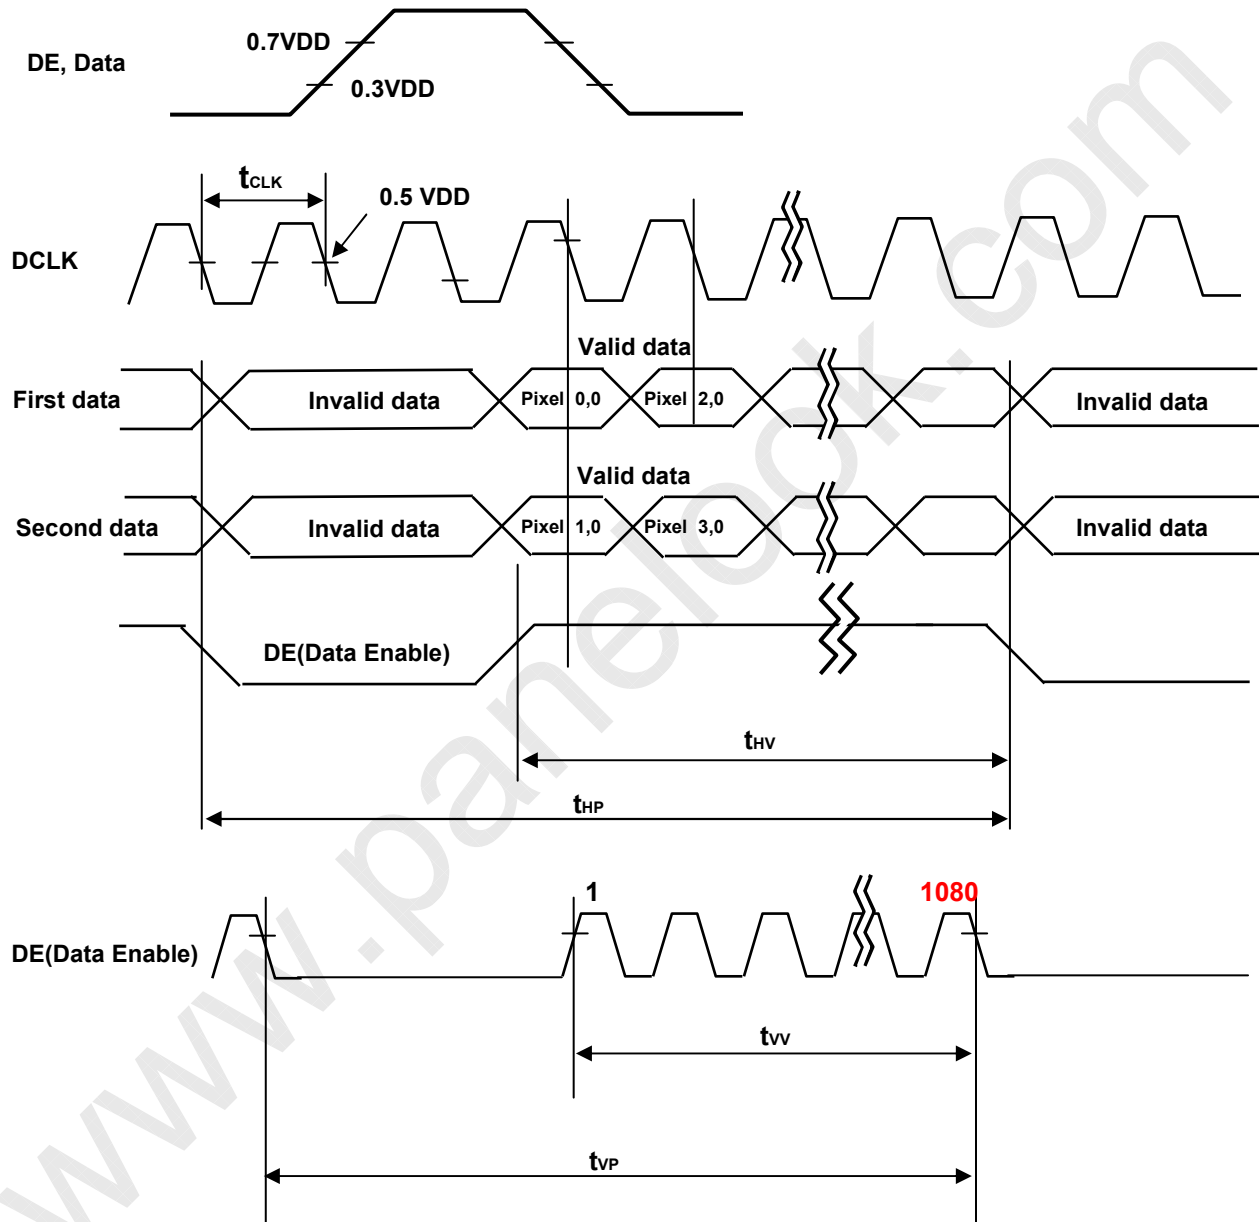 0.7VDD
DE, Data
0.3VDD
tCLK
0.5 VDD
DCLK
Valid data
First data
Invalid data
Pixel 0,0
Pixel 2,0
Invalid data
Valid data
Second data
Invalid data
Pixel 1,0
Pixel 3,0
Invalid data
DE(Data Enable)
tHV
tHP
1
1080
DE(Data Enable)
tVV
tVP
www.panelook.com